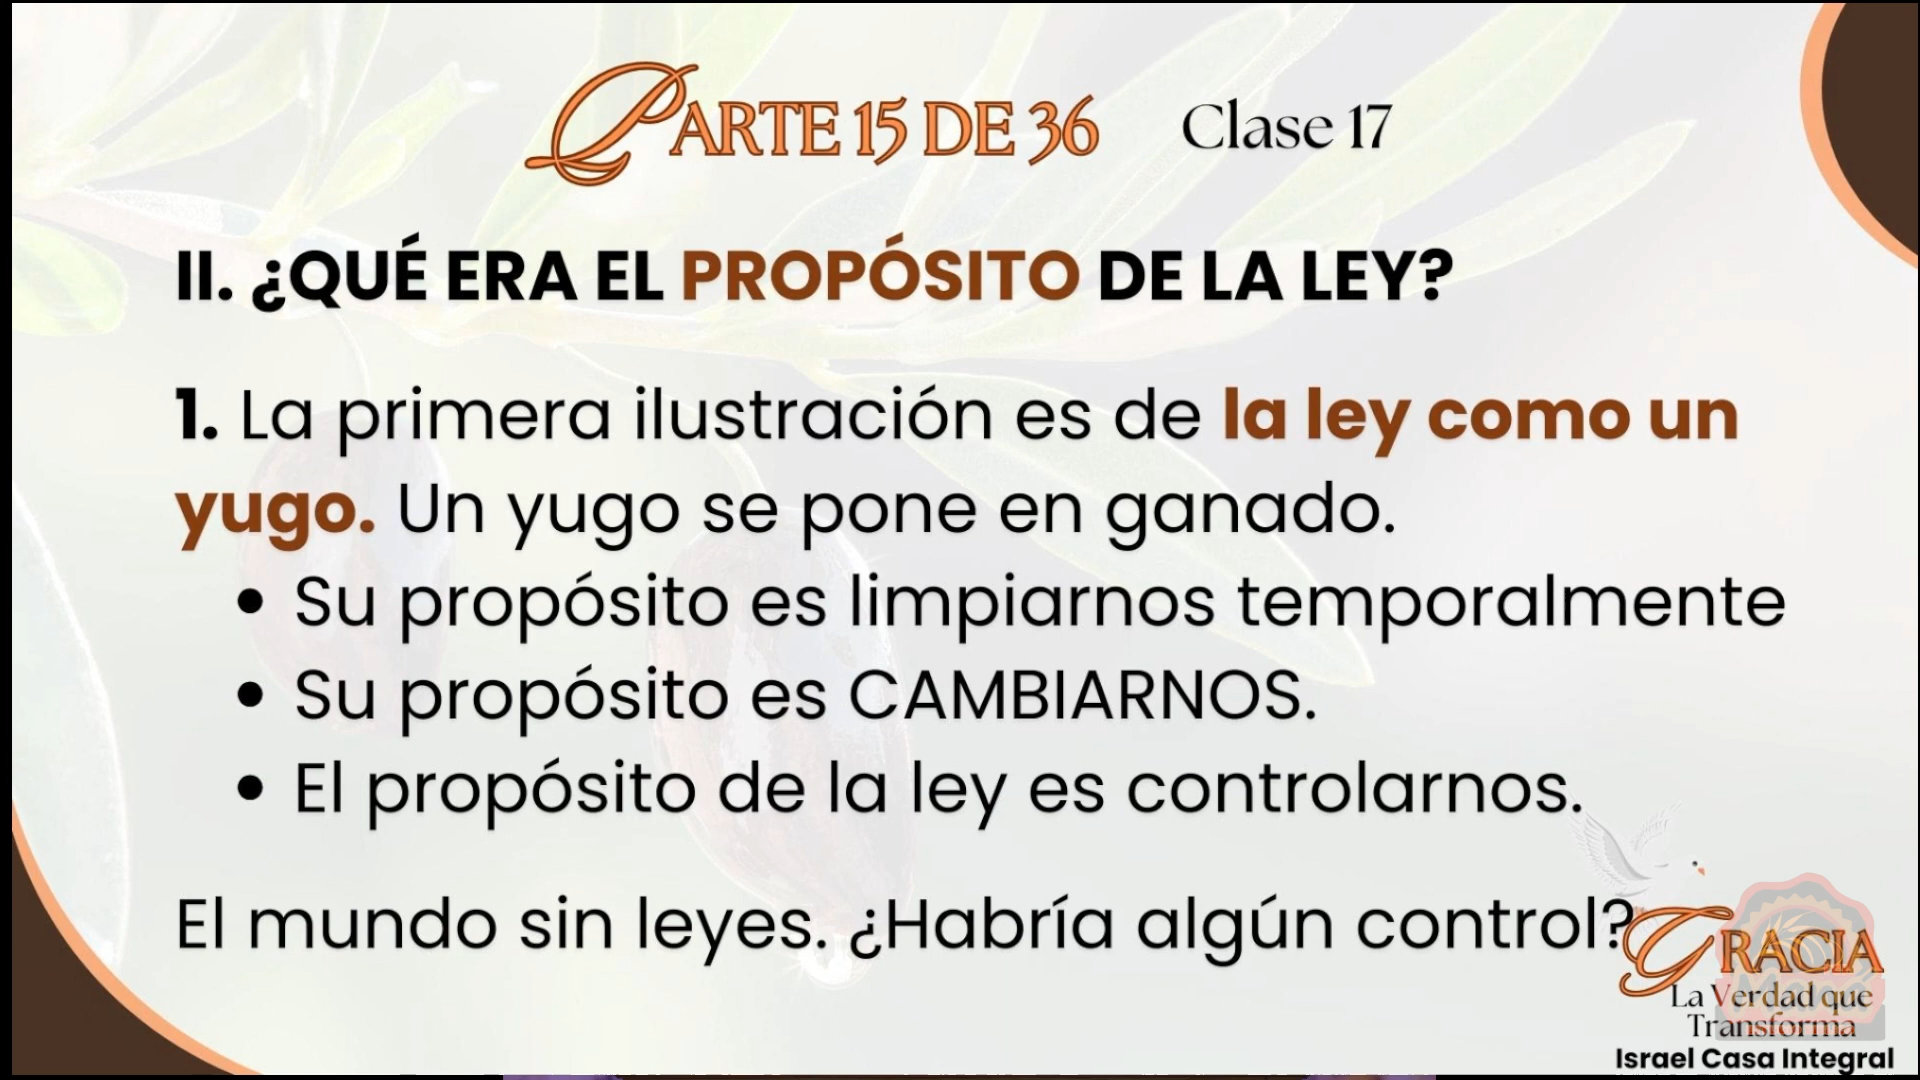 PARTE 15 DE 36 Clase 17
II. ¿QUÉ ERA EL PROPÓSITO DE LA LEY?
1. La primera ilustración es de la ley como un
yugo. Un yugo se pone en ganado.
• Su propósito es limpiarnos temporalmente
• Su propósito es CAMBIARNOS.
• El propósito de la ley es controlarnos.
El mundo sin leyes. ¿Habría algún control?
GRACIA
La Verdad que
Transforma
Israel Casa Integral